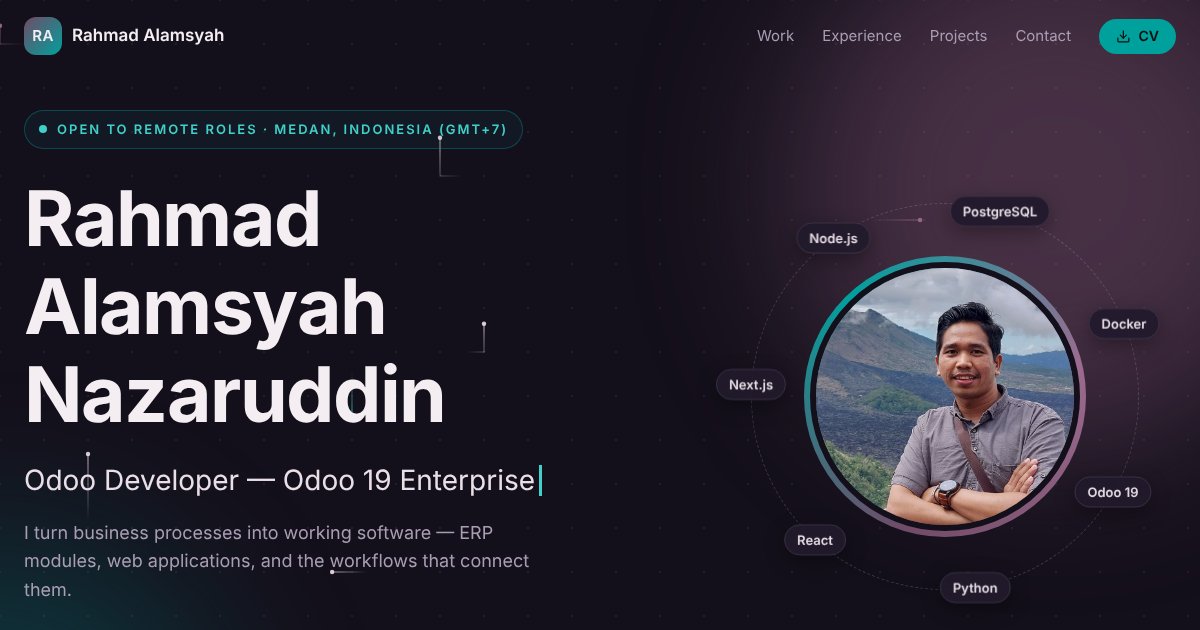 RA
Rahmad Alamsyah
Work
Experience
Projects
Contact
CV
OPEN TO REMOTE ROLES · MEDAN, INDONESIA (GMT+7)
Rahmad
Alamsyah
Nazaruddin
Odoo Developer — Odoo 19 Enterprise
I turn business processes into working software — ERP
modules, web applications, and the workflows that connect
them.
PostgreSQL
Node.js
Docker
Next.js
Odoo 19
React
Python